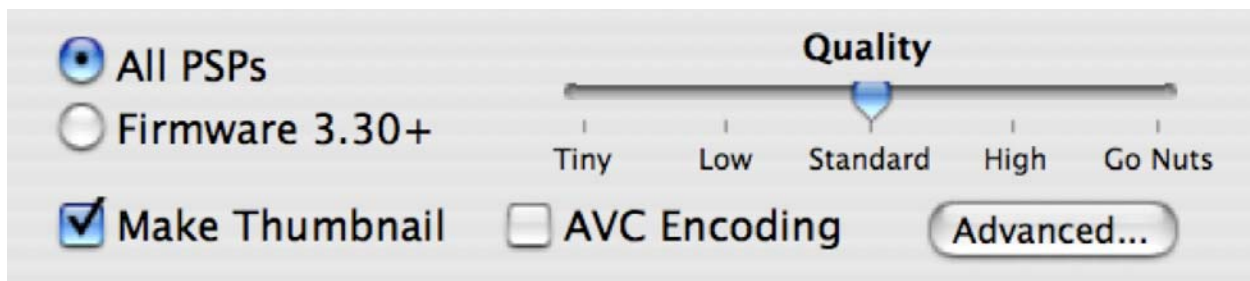 All PSPs
Firmware 3.30+
Quality
Tiny Low Standard High Go Nuts
Make Thumbnail
AVC Encoding
Advanced...